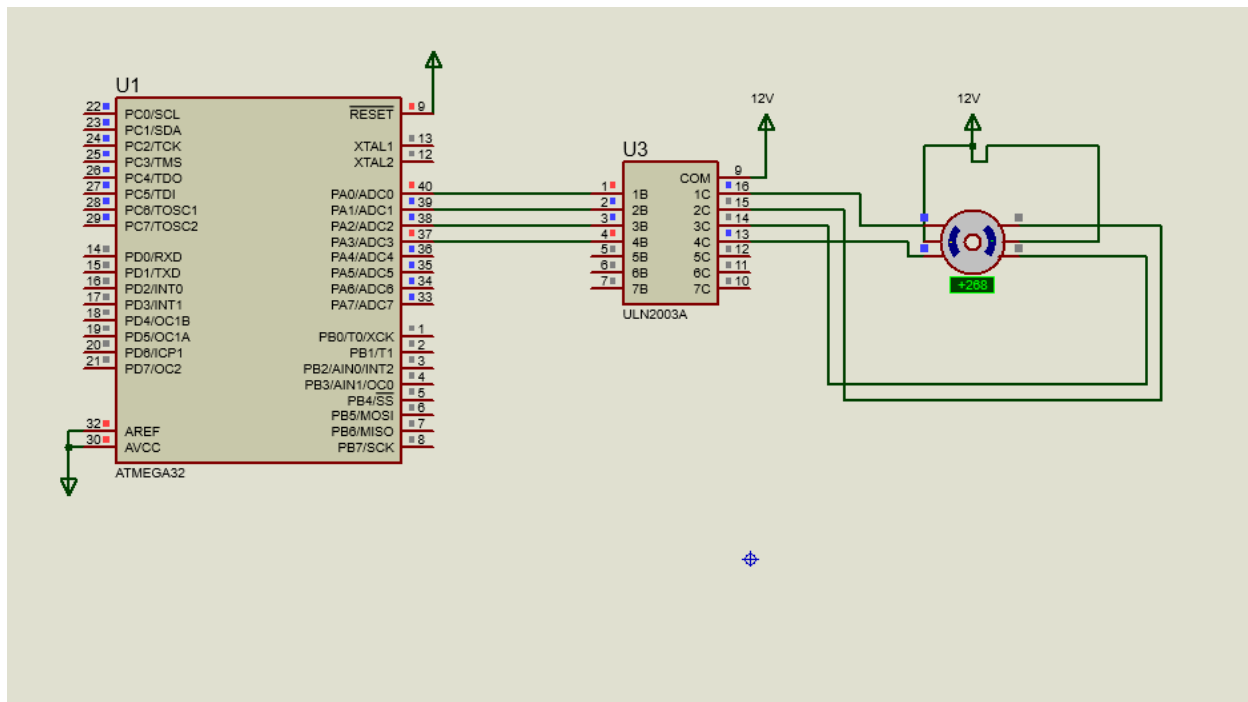 U1
22 PC0/SCL
23 PC1/SDA
24 PC2/TCK
25 PC3/TMS
26 PC4/TDO
27 PC5/TDI
28 PC6/TOSC1
29 PC7/TOSC2
14 PD0/RXD
15 PD1/TXD
16 PD2/INT0
17 PD3/INT1
18 PD4/OC1B
19 PD5/OC1A
20 PD6/ICP1
21 PD7/OC2
32 AREF
30 AVCC
RESET 9
XTAL1 13
XTAL2 12
PA0/ADC0 40
PA1/ADC1 39
PA2/ADC2 38
PA3/ADC3 37
PA4/ADC4 36
PA5/ADC5 35
PA6/ADC6 34
PA7/ADC7 33
PB0/T0/XCK 1
PB1/T1 2
PB2/AIN0/INT2 3
PB3/AIN1/OC0 4
PB4/SS 5
PB5/MOSI 6
PB6/MISO 7
PB7/SCK 8
ATMEGA32
U3
1 1B
2 2B
3 3B
4 4B
5 5B
6 6B
7 7B
COM 9
1C 16
2C 15
3C 14
4C 13
5C 12
6C 11
7C 10
ULN2003A
12V
12V
+268